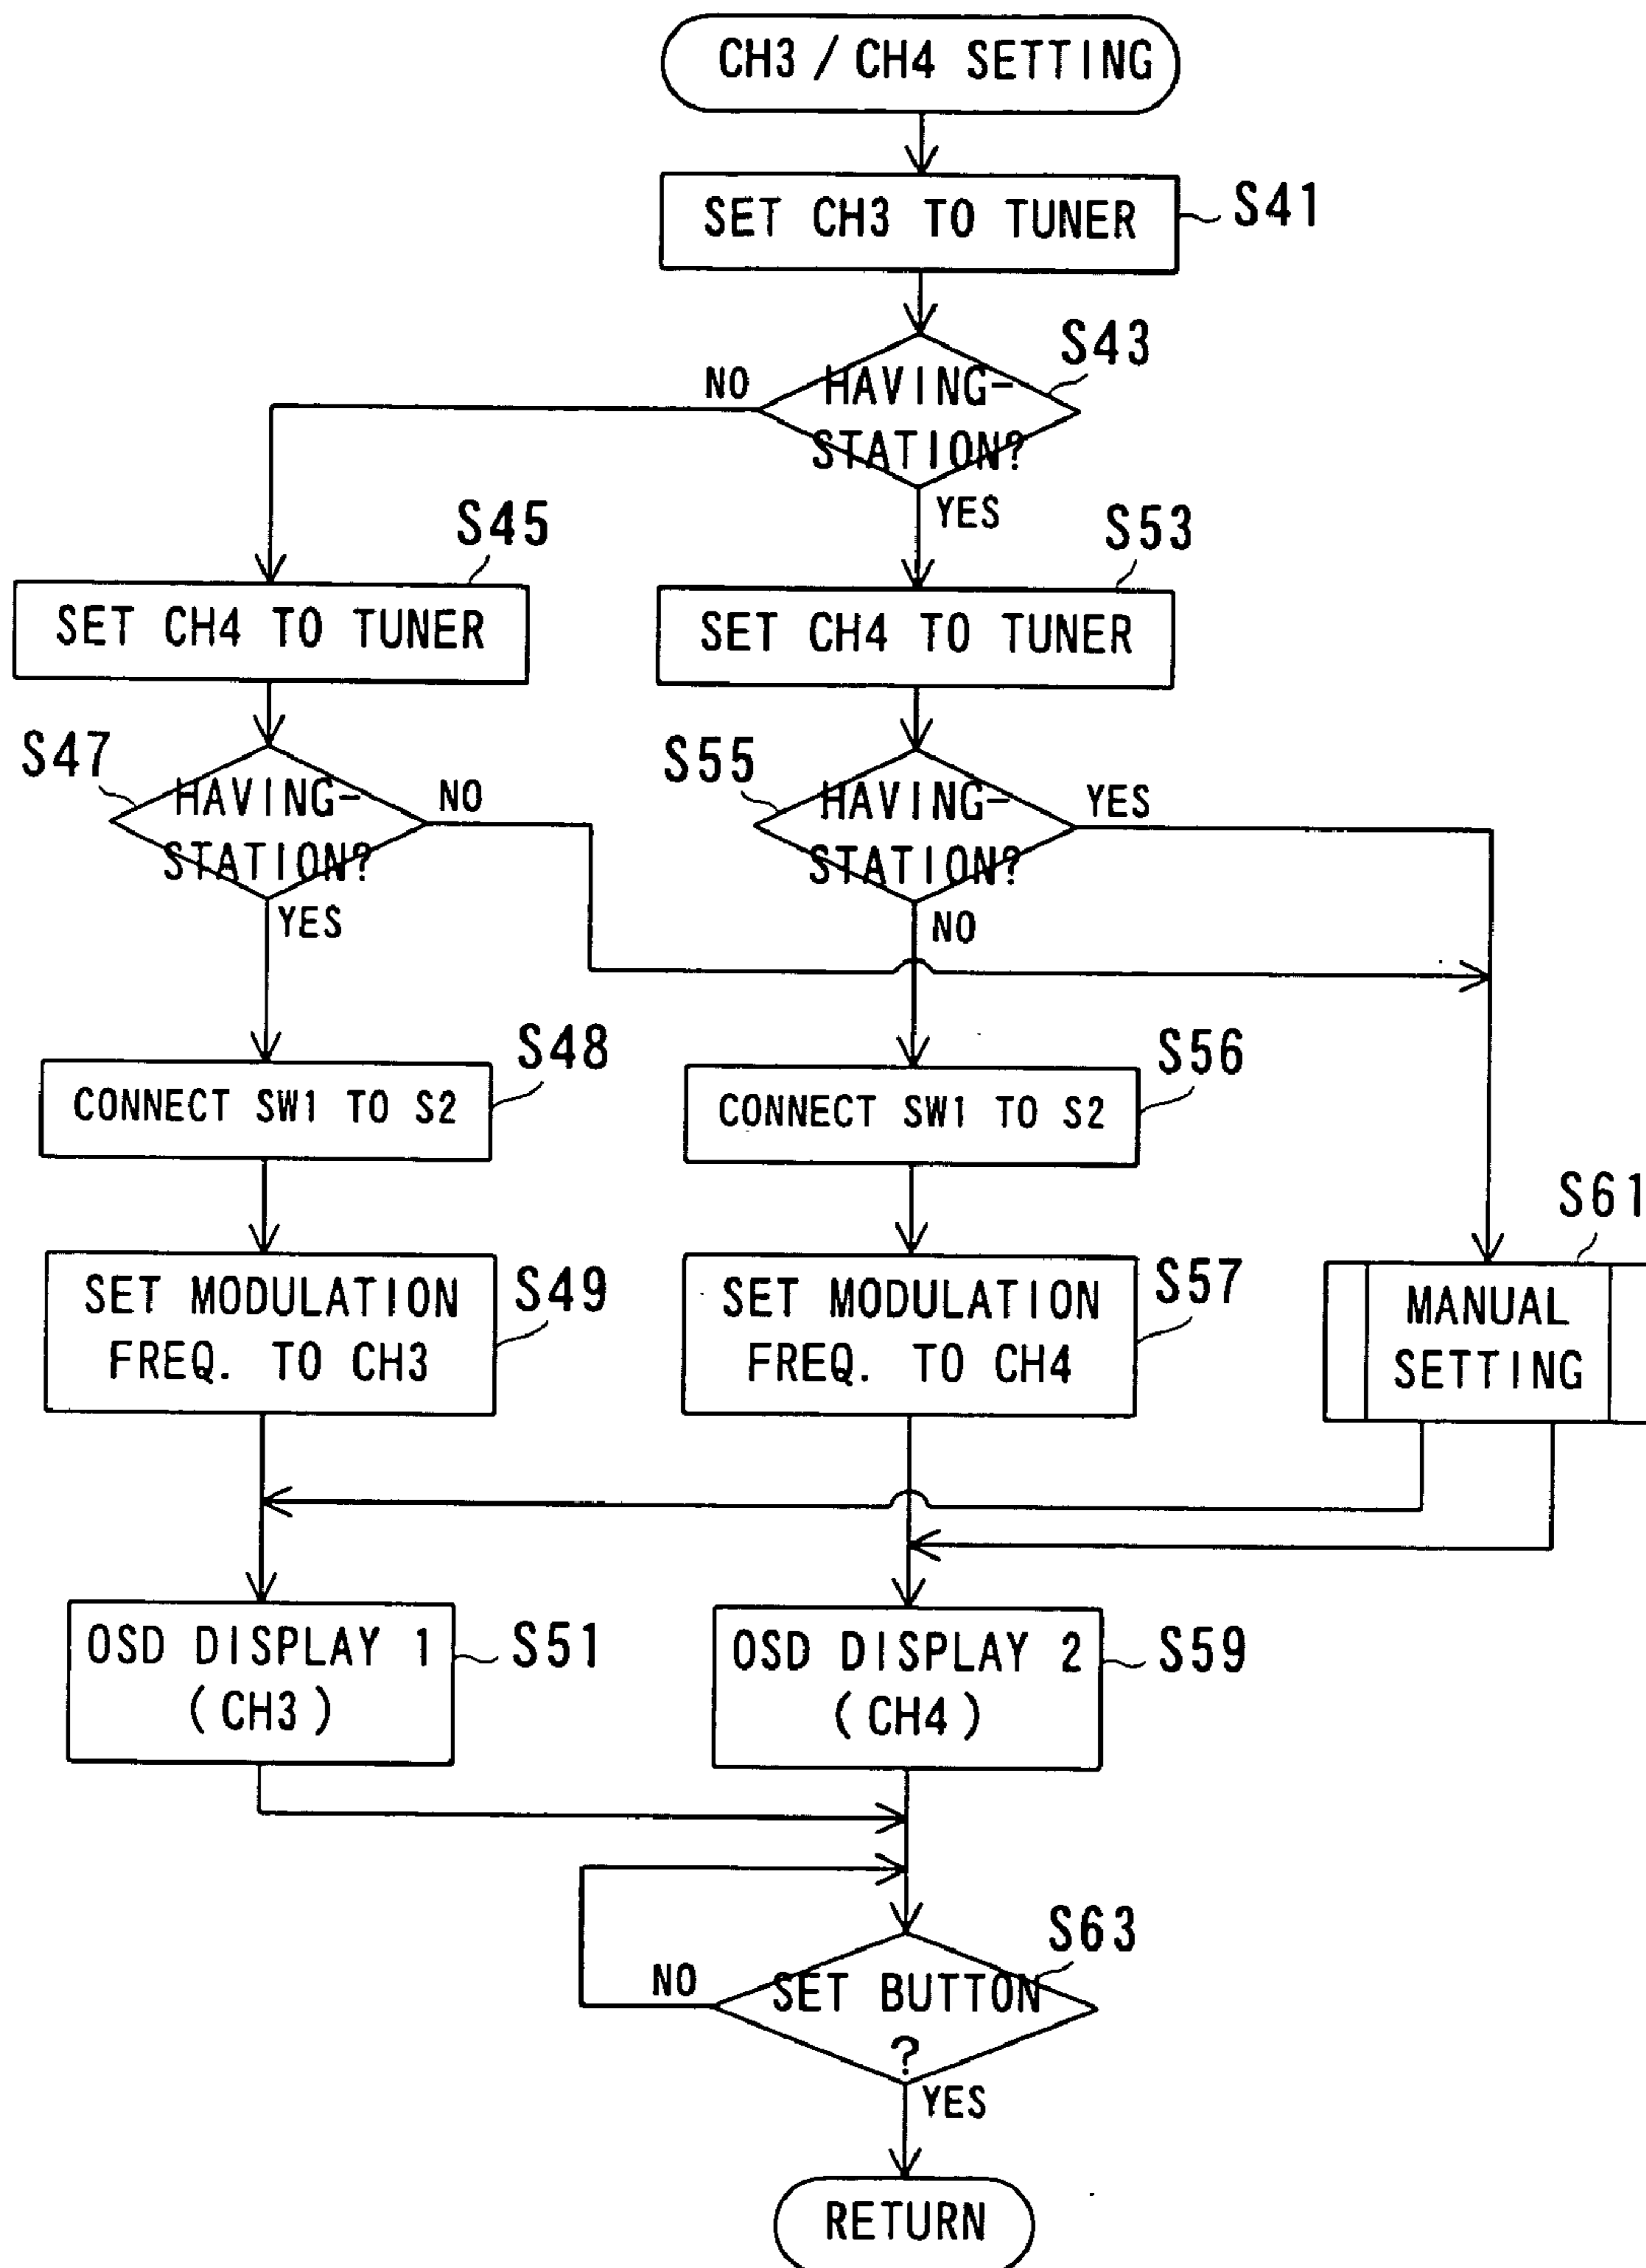 CH3 / CH4 SETTING
SET CH3 TO TUNER
S41
S43
NO
HAVING-
STATION?
YES
S45
S53
SET CH4 TO TUNER
SET CH4 TO TUNER
S47
HAVING-
STATION?
NO
YES
S55
HAVING-
STATION?
YES
NO
S48
CONNECT SW1 TO S2
S56
CONNECT SW1 TO S2
S49
SET MODULATION
FREQ. TO CH3
S57
SET MODULATION
FREQ. TO CH4
S61
MANUAL
SETTING
OSD DISPLAY 1
(CH3)
S51
OSD DISPLAY 2
(CH4)
S59
S63
NO
SET BUTTON
?
YES
RETURN